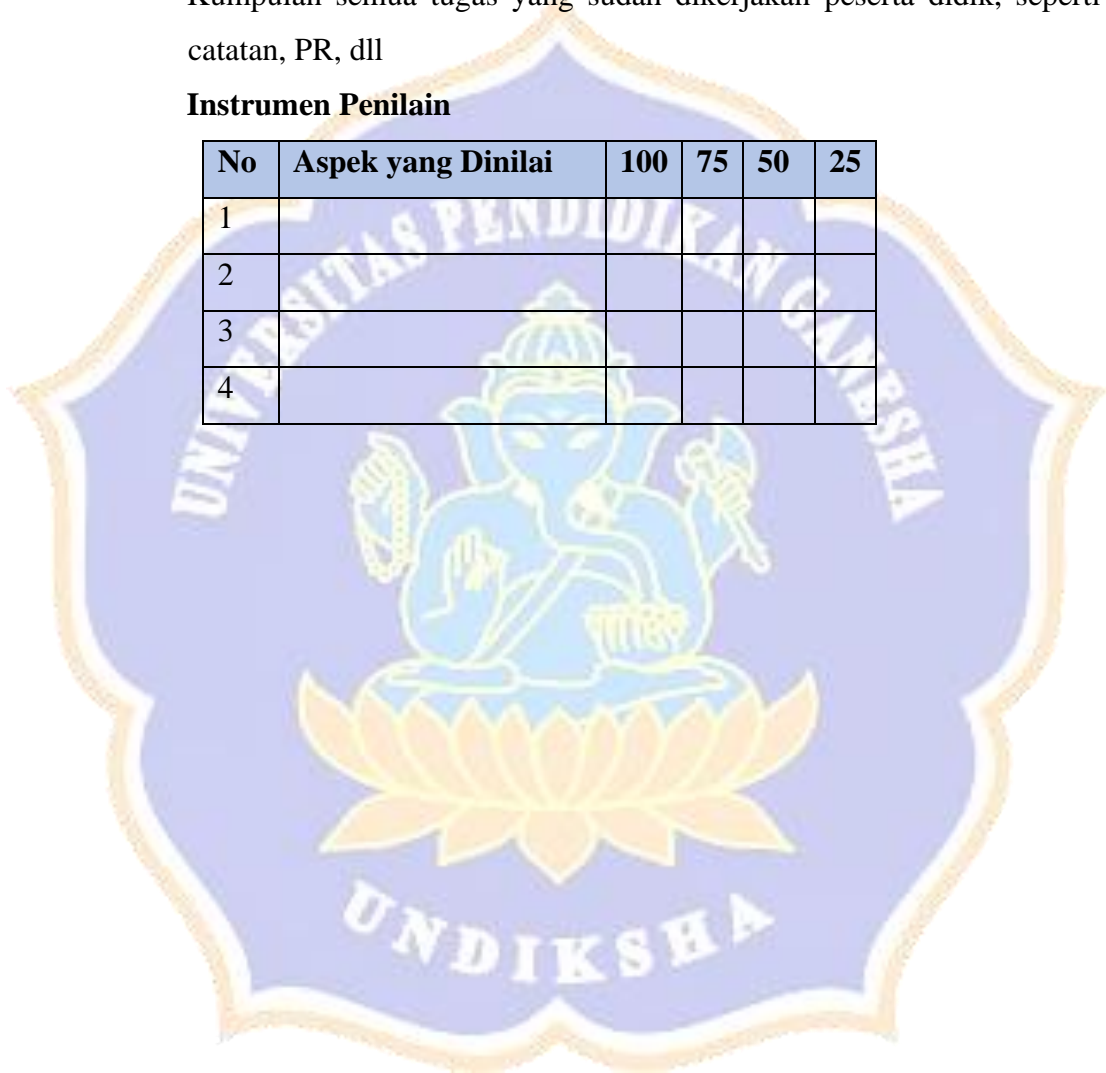 Kumpulan semua tugas yang sudah dikerjakan peserta didik, seperti
catatan, PR, dll
Instrumen Penilain
No Aspek yang Dinilai 100 75 50 25
1
2
3
4
UNIVERSITAS PENDIDIKAN GANESHA
UNDIKSHA